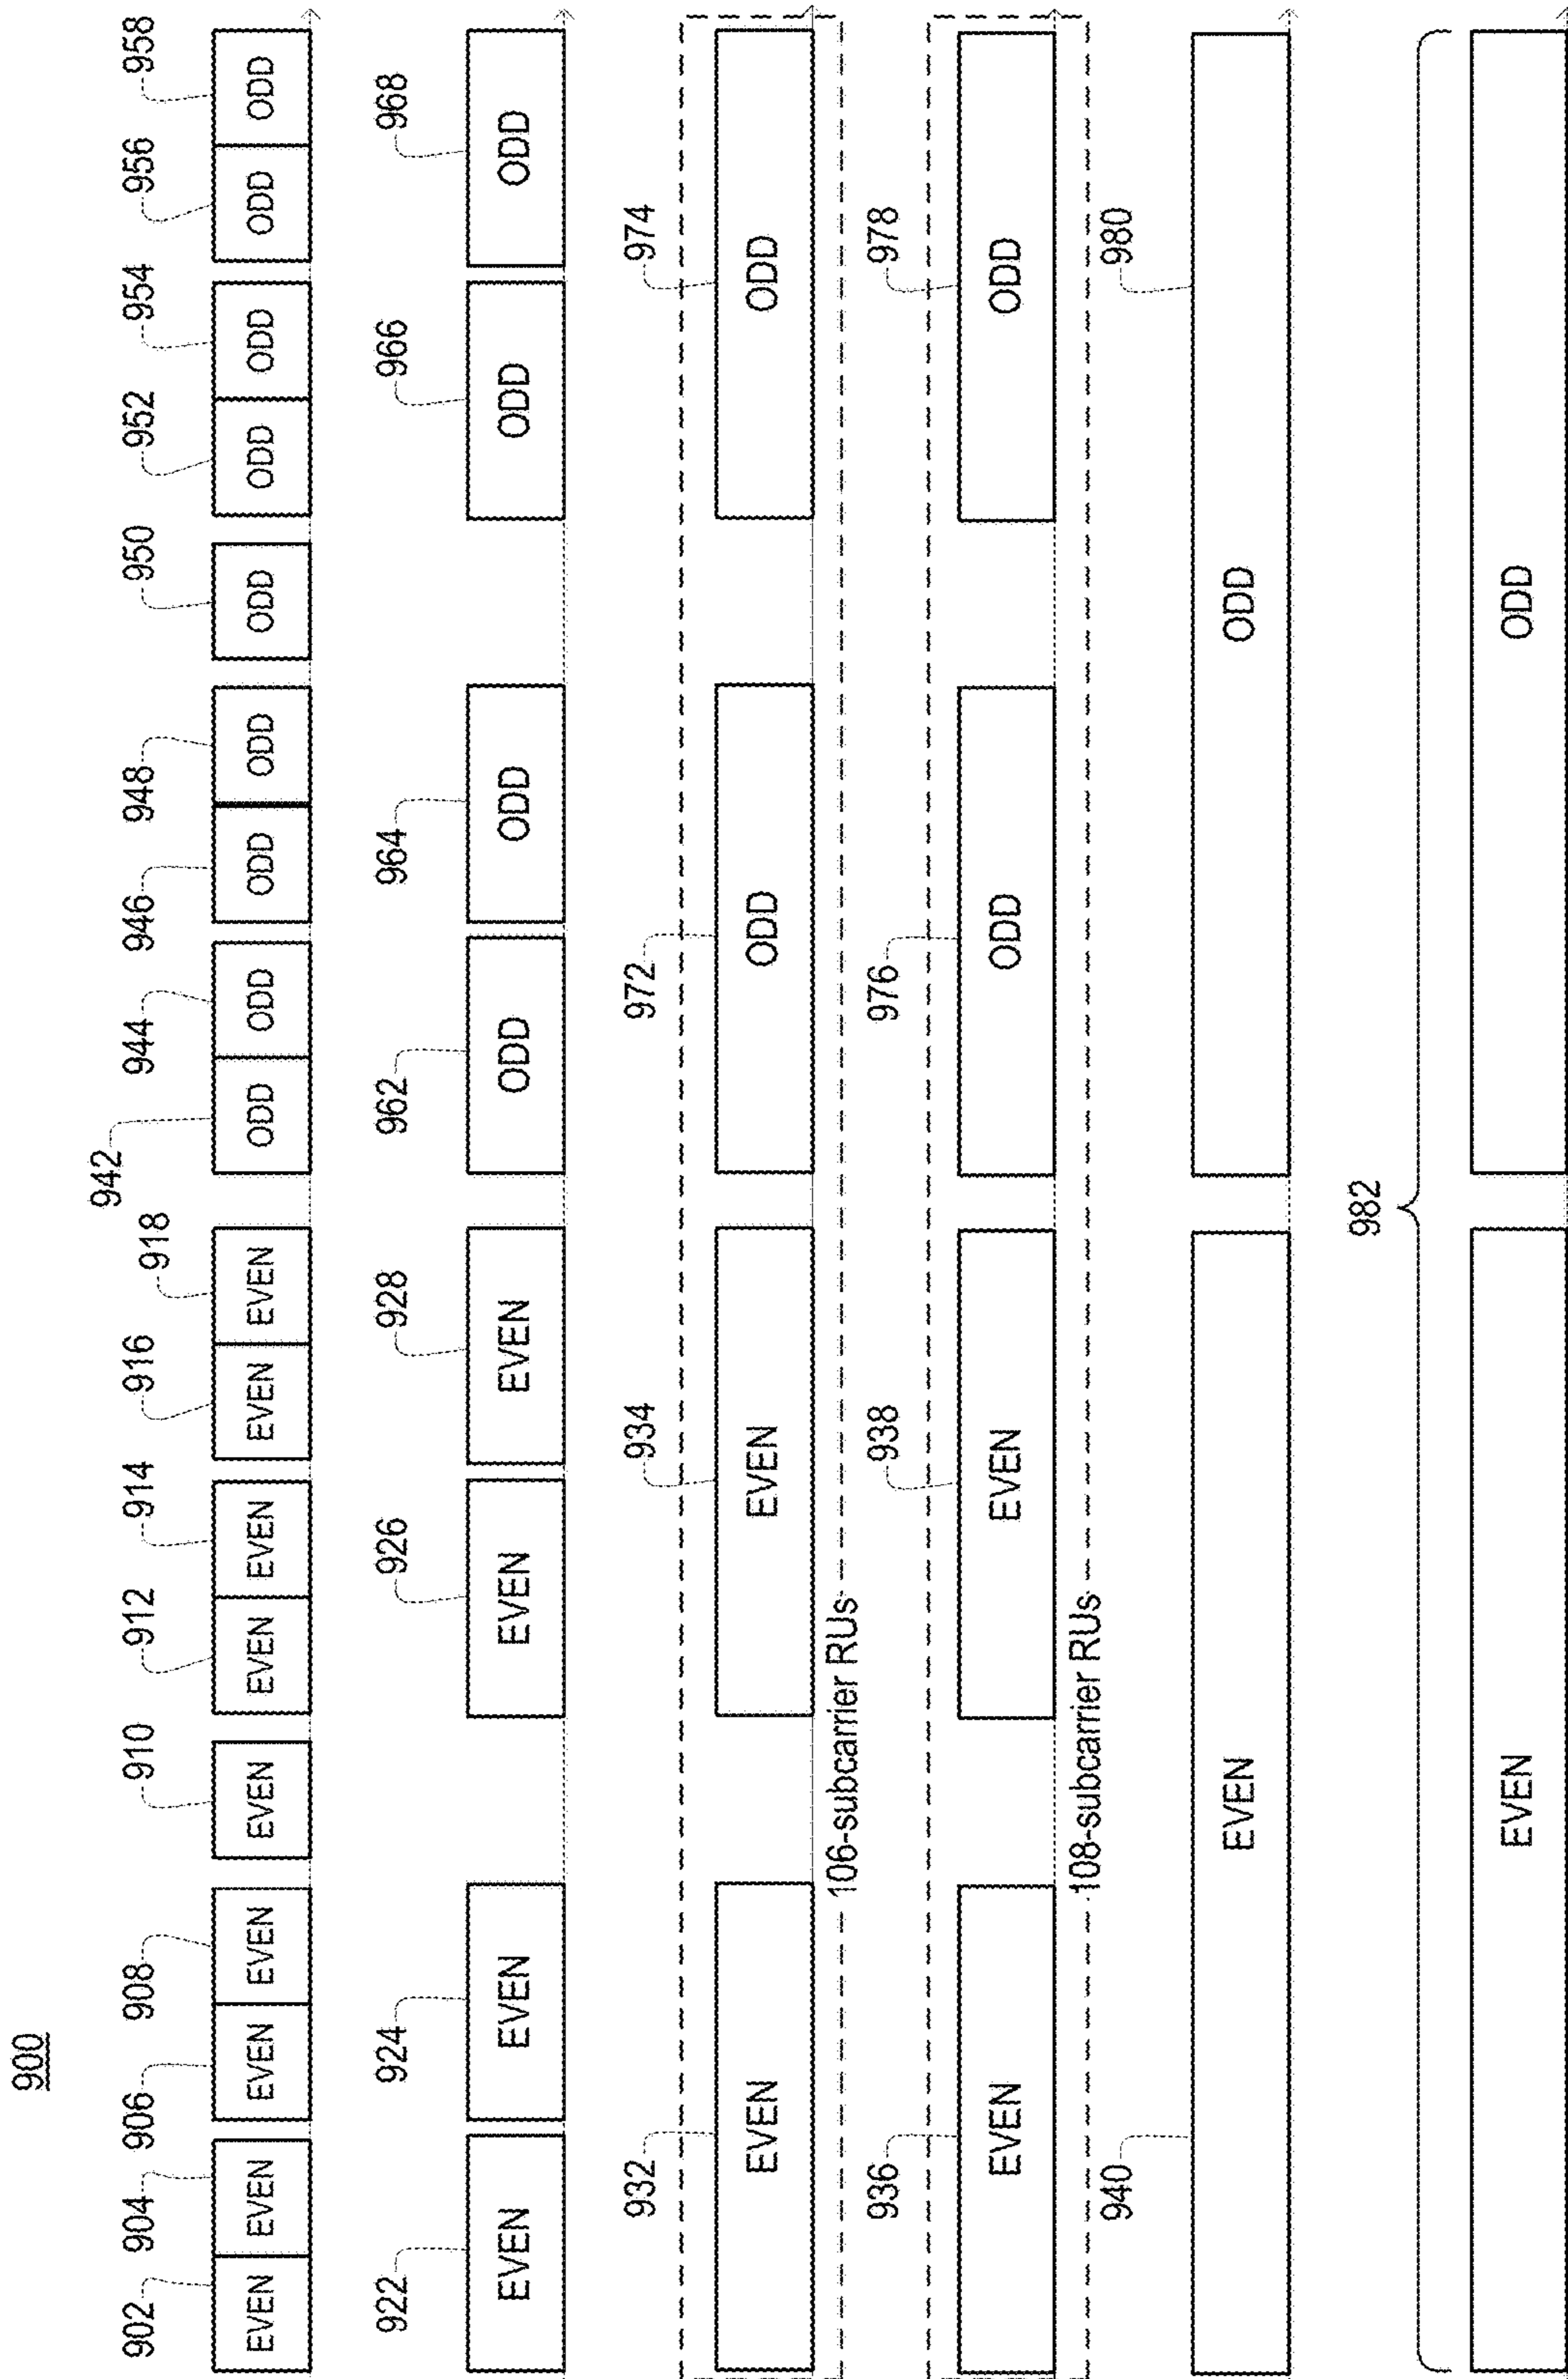 900
902 904 906 908 910 912 914 916 918 942 944 946 948 950 952 954 956 958
EVEN EVEN EVEN EVEN EVEN EVEN EVEN EVEN EVEN ODD ODD ODD ODD ODD ODD ODD ODD ODD
922 924 926 928 962 964 966 968
EVEN EVEN EVEN EVEN ODD ODD ODD ODD
932 934 972 974
EVEN EVEN ODD ODD
106-subcarrier RUs
936 938 976 978
EVEN EVEN ODD ODD
108-subcarrier RUs
940 980
EVEN ODD
982
EVEN ODD